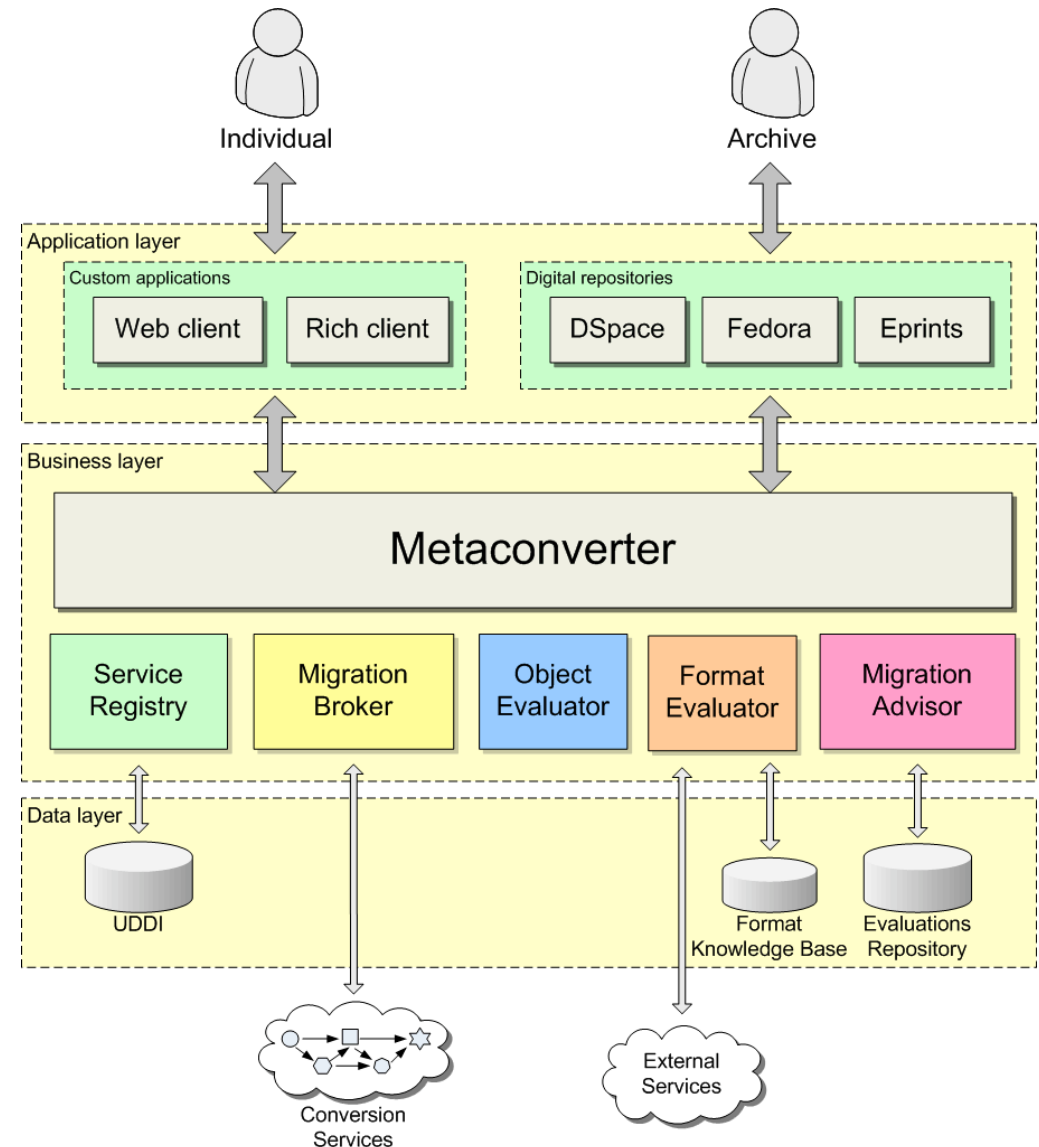 Individual
Archive
Application layer
Custom applications
Digital repositories
Web client
Rich client
DSpace
Fedora
Eprints
Business layer
Metaconverter
Service
Registry
Migration
Broker
Object
Evaluator
Format
Evaluator
Migration
Advisor
Data layer
UDDI
Format
Knowledge Base
Evaluations
Repository
Conversion
Services
External
Services